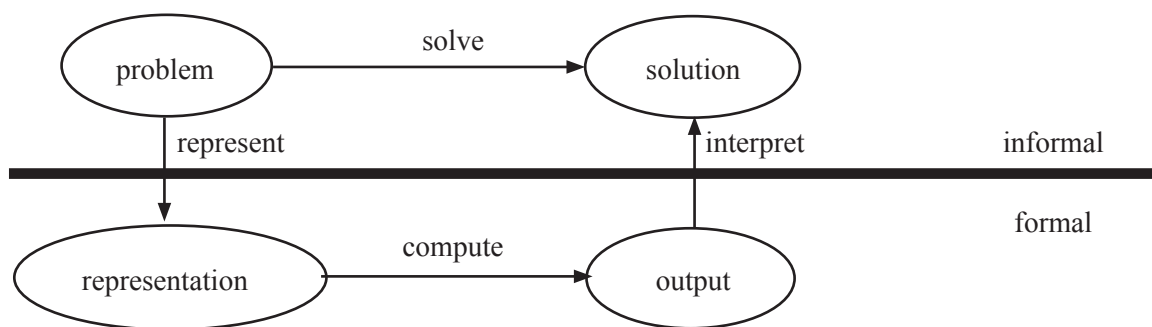 solve
problem
solution
represent
interpret
informal
formal
compute
representation
output